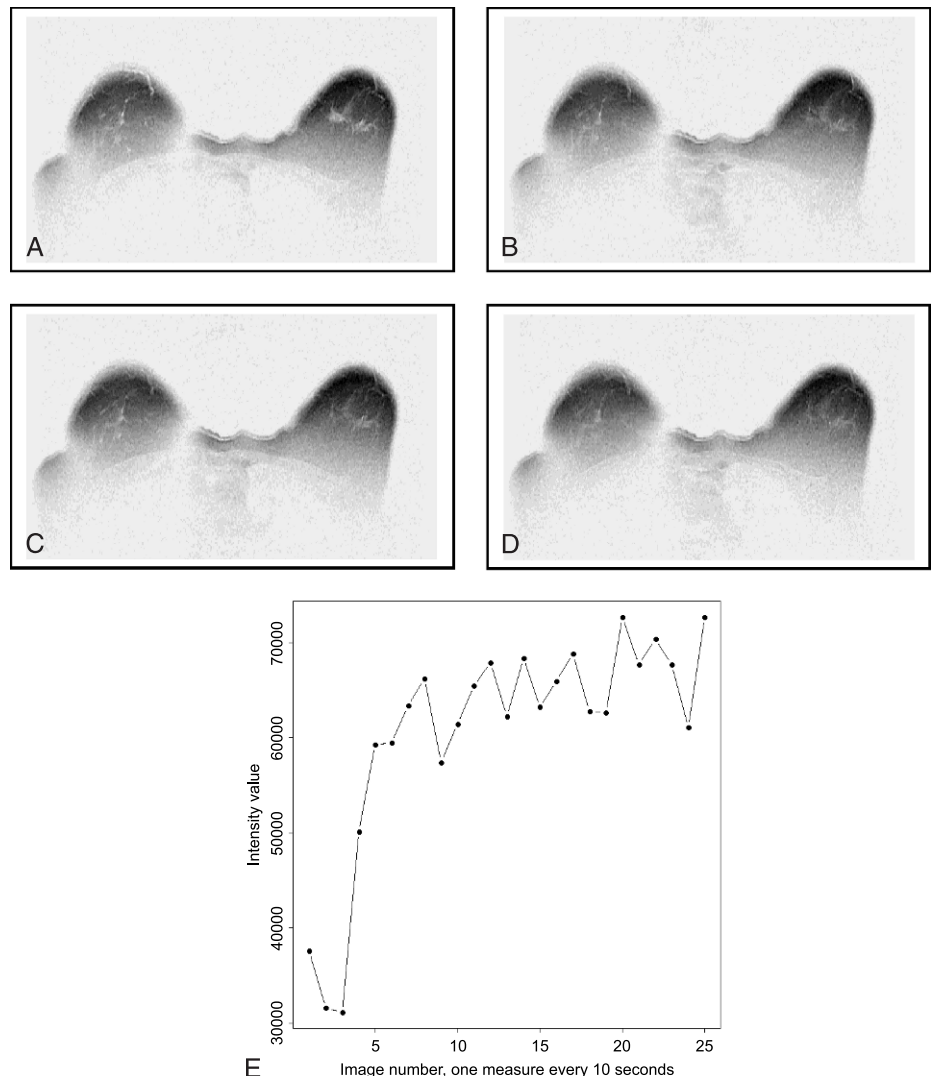 A
B
C
D
70000
60000
50000
40000
30000
Intensity value
5 10 15 20 25
E
Image number, one measure every 10 seconds